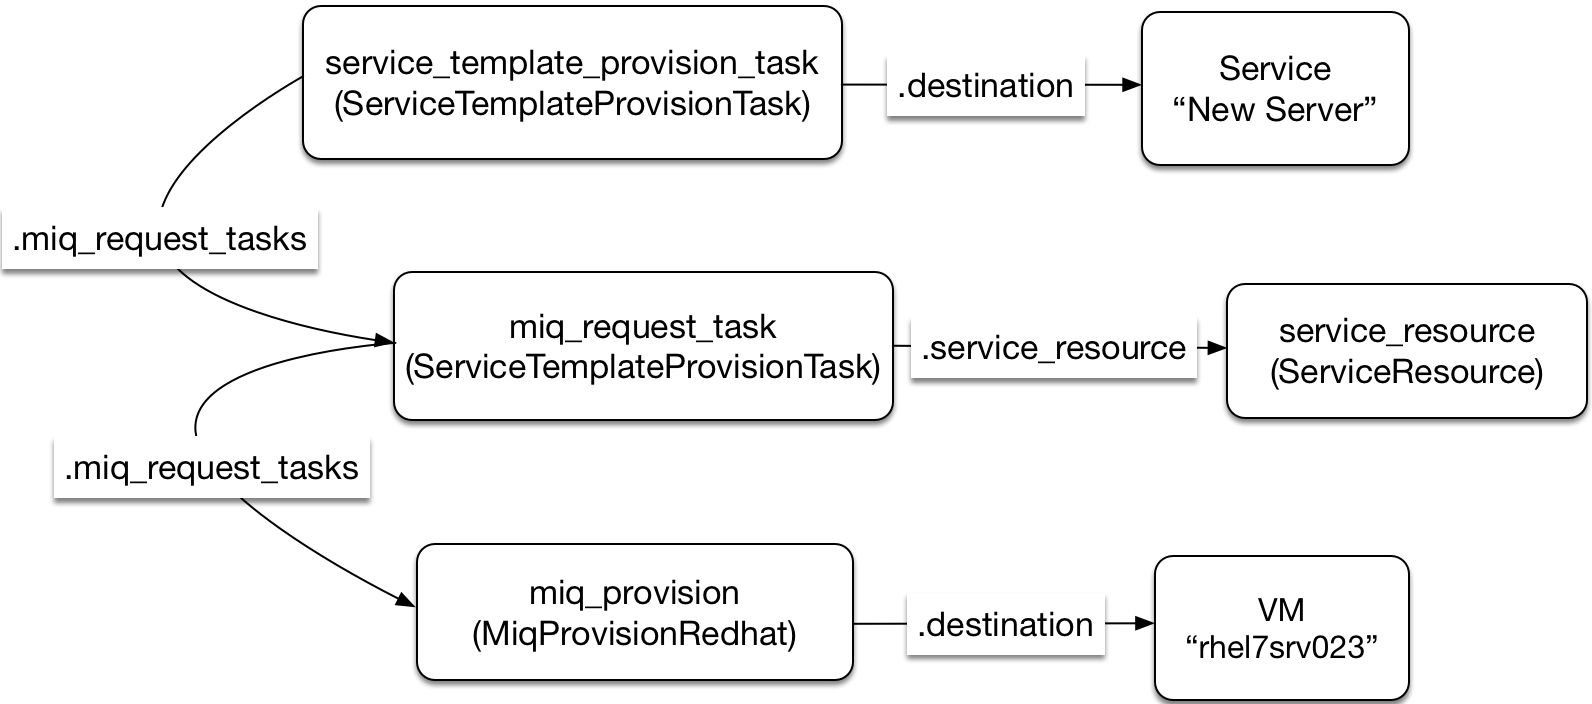 service_template_provision_task
(ServiceTemplateProvisionTask)
.destination
Service
“New Server”
.miq_request_tasks
miq_request_task
(ServiceTemplateProvisionTask)
.service_resource
service_resource
(ServiceResource)
.miq_request_tasks
miq_provision
(MiqProvisionRedhat)
.destination
VM
“rhel7srv023”